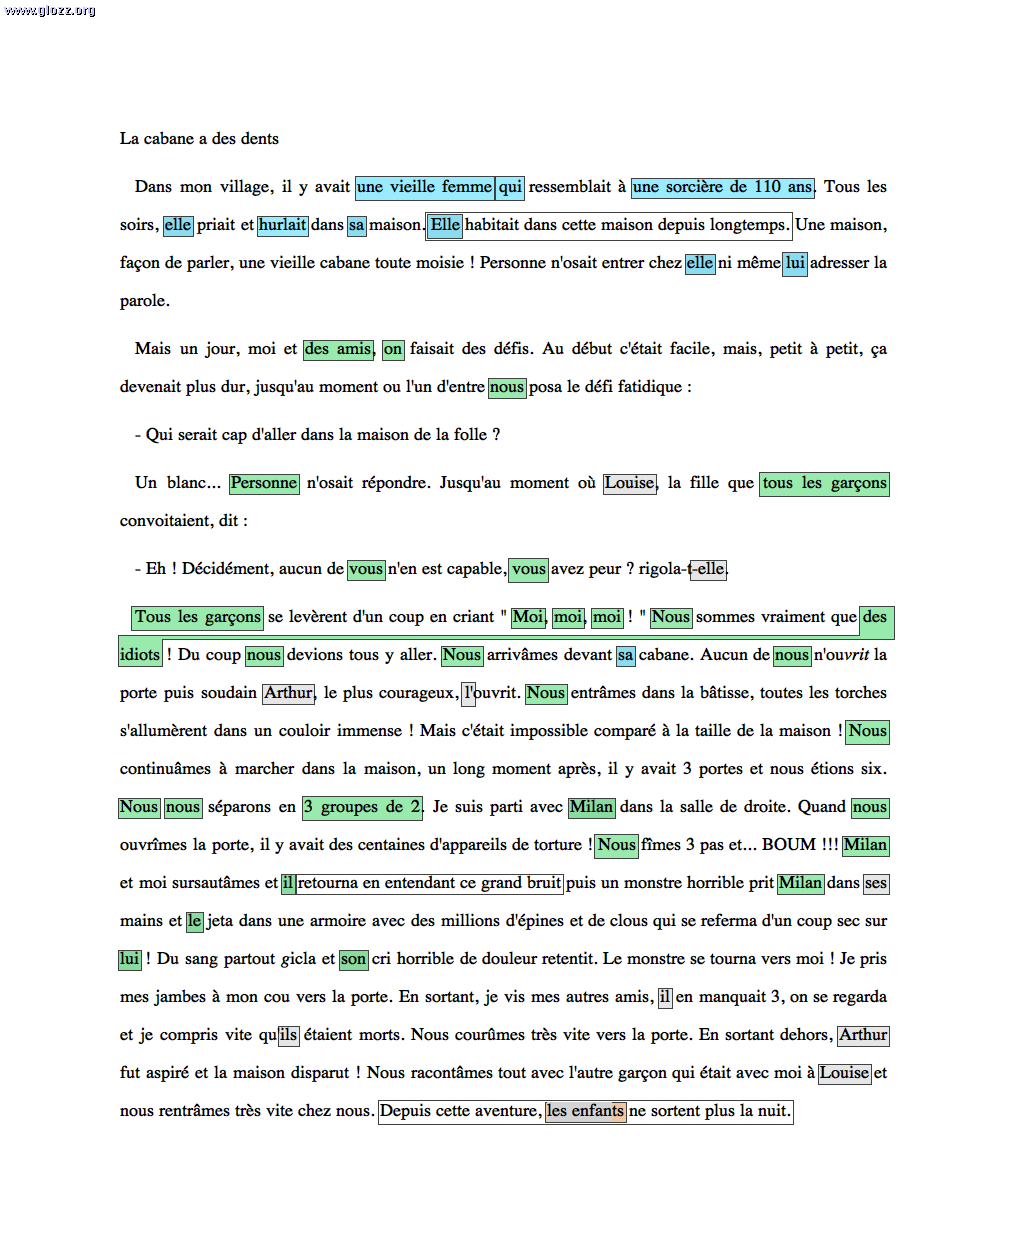 www.glozz.org
La cabane a des dents
Dans mon village, il y avait une vieille femme qui ressemblait à une sorcière de 110 ans. Tous les
soirs, elle priait et hurlait dans sa maison. Elle habitait dans cette maison depuis longtemps. Une maison,
façon de parler, une vieille cabane toute moisie ! Personne n'osait entrer chez elle ni même lui adresser la
parole.
Mais un jour, moi et des amis, on faisait des défis. Au début c'était facile, mais, petit à petit, ça
devenait plus dur, jusqu'au moment ou l'un d'entre nous posa le défi fatidique :
- Qui serait cap d'aller dans la maison de la folle ?
Un blanc... Personne n'osait répondre. Jusqu'au moment où Louise, la fille que tous les garçons
convoitaient, dit :
- Eh ! Décidément, aucun de vous n'en est capable, vous avez peur ? rigola-t-elle.
Tous les garçons se levèrent d'un coup en criant " Moi, moi, moi ! " Nous sommes vraiment que des
idiots ! Du coup nous devions tous y aller. Nous arrivâmes devant sa cabane. Aucun de nous n'ouvrit la
porte puis soudain Arthur, le plus courageux, l'ouvrit. Nous entrâmes dans la bâtisse, toutes les torches
s'allumèrent dans un couloir immense ! Mais c'était impossible comparé à la taille de la maison ! Nous
continuâmes à marcher dans la maison, un long moment après, il y avait 3 portes et nous étions six.
Nous nous séparons en 3 groupes de 2. Je suis parti avec Milan dans la salle de droite. Quand nous
ouvrîmes la porte, il y avait des centaines d'appareils de torture ! Nous fîmes 3 pas et... BOUM !!! Milan
et moi sursautâmes et il retourna en entendant ce grand bruit puis un monstre horrible prit Milan dans ses
mains et le jeta dans une armoire avec des millions d'épines et de clous qui se referma d'un coup sec sur
lui ! Du sang partout gicla et son cri horrible de douleur retentit. Le monstre se tourna vers moi ! Je pris
mes jambes à mon cou vers la porte. En sortant, je vis mes autres amis, il en manquait 3, on se regarda
et je compris vite qu'ils étaient morts. Nous courûmes très vite vers la porte. En sortant dehors, Arthur
fut aspiré et la maison disparut ! Nous racontâmes tout avec l'autre garçon qui était avec moi à Louise et
nous rentrâmes très vite chez nous. Depuis cette aventure, les enfants ne sortent plus la nuit.